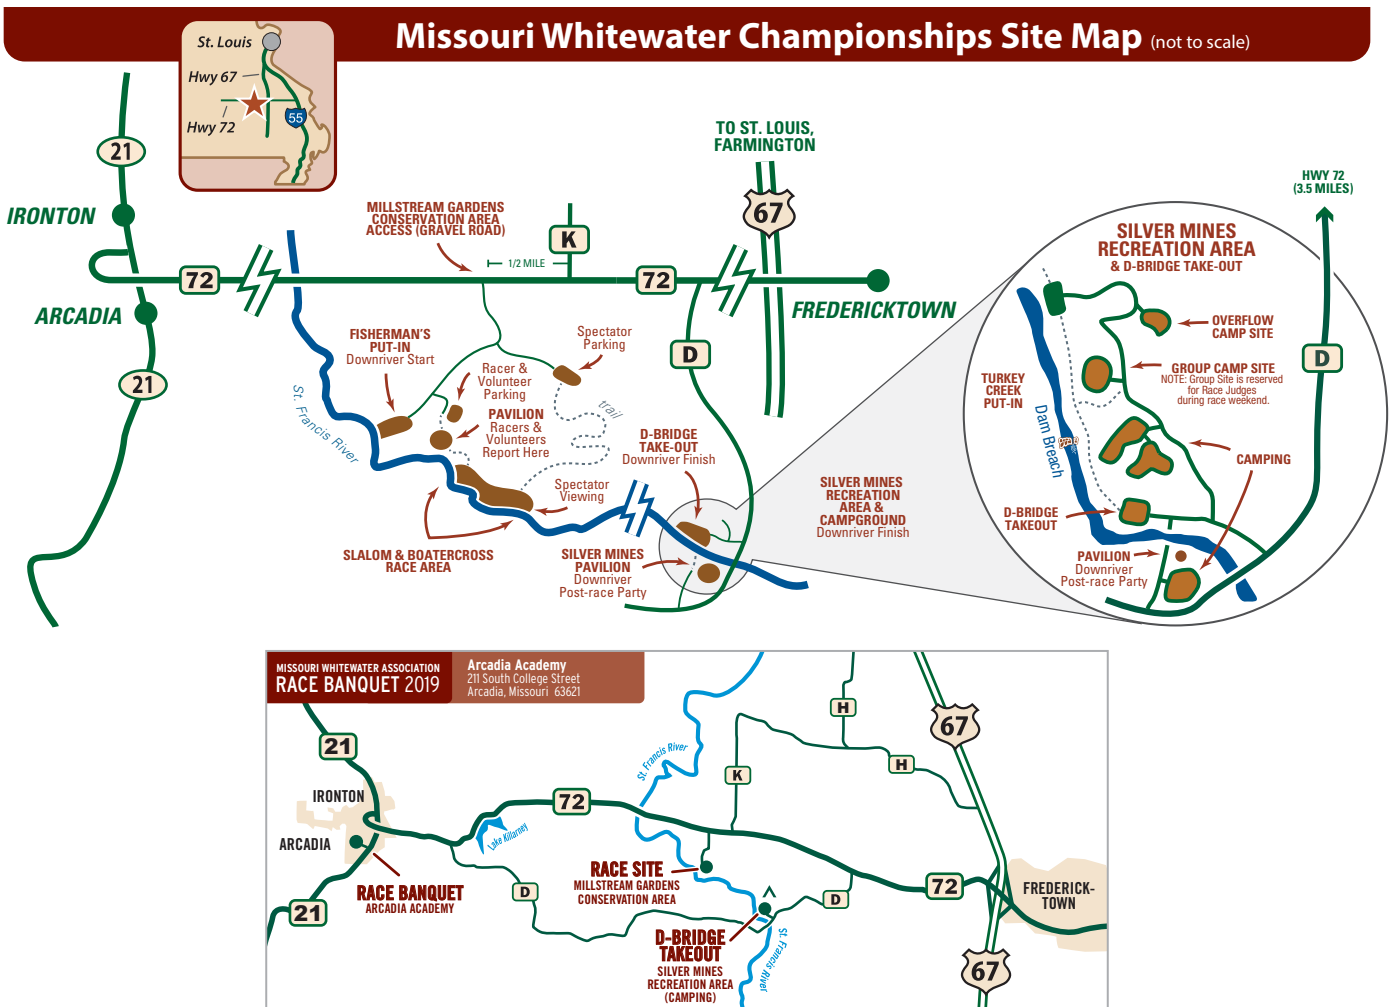 Missouri Whitewater Championships Site Map (not to scale)
St. Louis
Hwy 67
Hwy 72
55
21
IRONTON
ARCADIA
21
72
MILLSTREAM GARDENS
CONSERVATION AREA
ACCESS (GRAVEL ROAD)
K
1/2 MILE
72
TO ST. LOUIS,
FARMINGTON
67
FREDERICKTOWN
D
St. Francis River
FISHERMAN'S
PUT-IN
Downriver Start
Racer &
Volunteer
Parking
PAVILION
Racers &
Volunteers
Report Here
Spectator
Parking
trail
Spectator
Viewing
SLALOM & BOATERCROSS
RACE AREA
D-BRIDGE
TAKE-OUT
Downriver Finish
SILVER MINES
PAVILION
Downriver
Post-race Party
SILVER MINES
RECREATION
AREA &
CAMPGROUND
Downriver Finish
HWY 72
(3.5 MILES)
SILVER MINES
RECREATION AREA
& D-BRIDGE TAKE-OUT
OVERFLOW
CAMP SITE
GROUP CAMP SITE
NOTE: Group Site is reserved
for Race Judges
during race weekend.
D
TURKEY
CREEK
PUT-IN
Dam Breach
CAMPING
D-BRIDGE
TAKEOUT
PAVILION
Downriver
Post-race Party
MISSOURI WHITEWATER ASSOCIATION
RACE BANQUET 2019
Arcadia Academy
211 South College Street
Arcadia, Missouri 63621
21
IRONTON
ARCADIA
21
RACE BANQUET
ARCADIA ACADEMY
Lake Killarney
72
D
St. Francis River
K
H
H
67
RACE SITE
MILLSTREAM GARDENS
CONSERVATION AREA
D-BRIDGE
TAKEOUT
SILVER MINES
RECREATION AREA
(CAMPING)
St. Francis River
D
72
FREDERICK-
TOWN
67